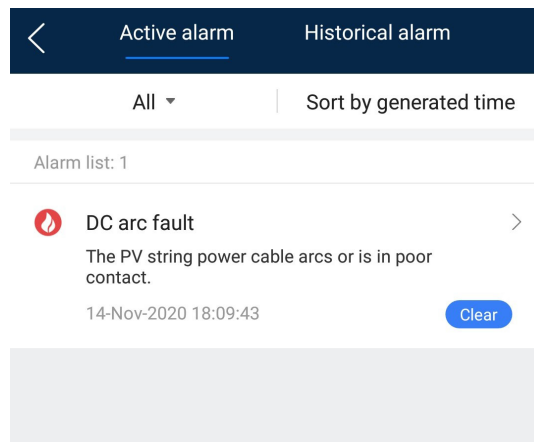 Active alarm Historical alarm
All Sort by generated time
Alarm list: 1
DC arc fault
The PV string power cable arcs or is in poor
contact.
14-Nov-2020 18:09:43 Clear